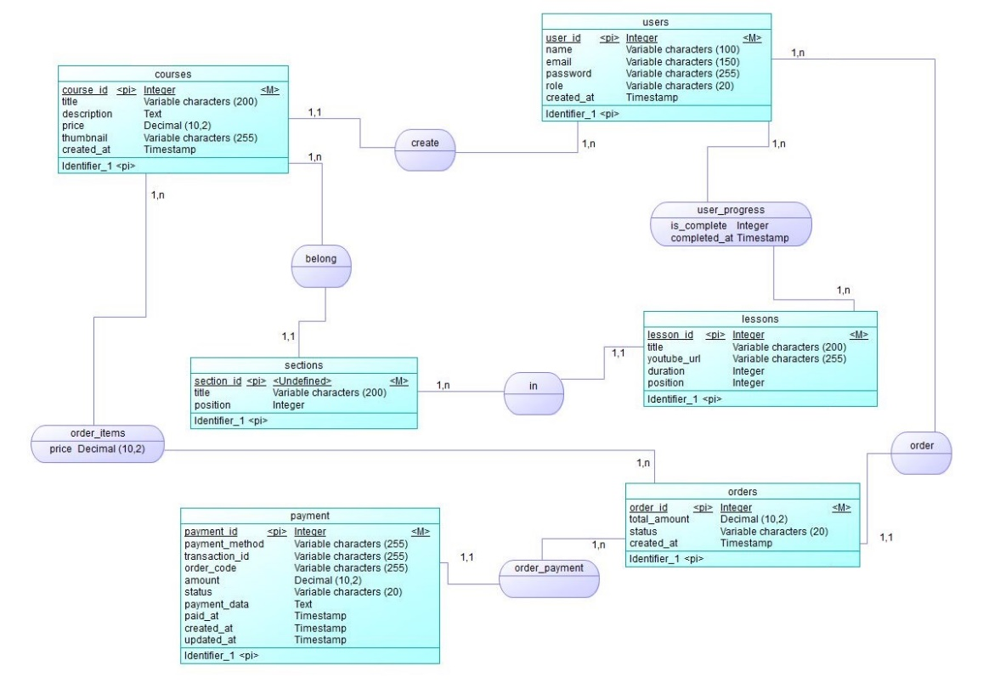 users
user_id <pi> Integer <M>
name Variable characters (100)
email Variable characters (150)
password Variable characters (255)
role Variable characters (20)
created_at Timestamp
Identifier_1 <pi>
1,n
courses
course_id <pi> Integer <M>
title Variable characters (200)
description Text
price Decimal (10,2)
thumbnail Variable characters (255)
created_at Timestamp
Identifier_1 <pi>
1,1
create
1,n
1,n
1,n
1,n
user_progress
is_complete Integer
completed_at Timestamp
belong
1,n
1,1
lessons
lesson_id <pi> Integer <M>
title Variable characters (200)
youtube_url Variable characters (255)
duration Integer
position Integer
Identifier_1 <pi>
1,1
sections
section_id <pi> <Undefined> <M>
title Variable characters (200)
position Integer
Identifier_1 <pi>
1,n
in
order_items
price Decimal (10,2)
order
1,n
orders
order_id <pi> Integer <M>
total_amount Decimal (10,2)
status Variable characters (20)
created_at Timestamp
Identifier_1 <pi>
1,1
payment
payment_id <pi> Integer <M>
payment_method Variable characters (255)
transaction_id Variable characters (255)
order_code Variable characters (255)
amount Decimal (10,2)
status Variable characters (20)
payment_data Text
paid_at Timestamp
created_at Timestamp
updated_at Timestamp
Identifier_1 <pi>
1,1
1,n
order_payment